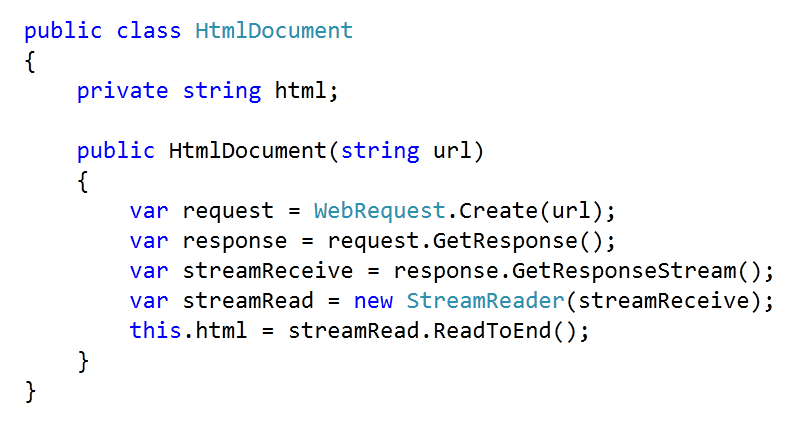 public class HtmlDocument
{
    private string html;

    public HtmlDocument(string url)
    {
        var request = WebRequest.Create(url);
        var response = request.GetResponse();
        var streamReceive = response.GetResponseStream();
        var streamRead = new StreamReader(streamReceive);
        this.html = streamRead.ReadToEnd();
    }
}